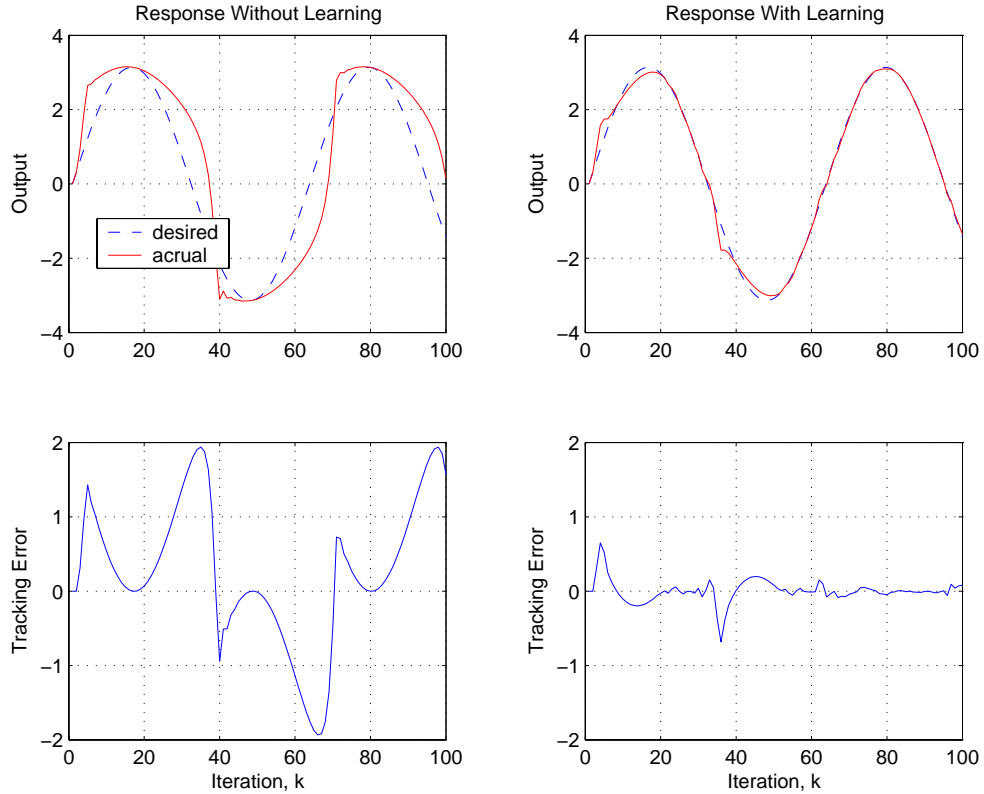 Response Without Learning
4
2
0
−2
−4
Output
desired
acrual
0 20 40 60 80 100
Response With Learning
4
2
0
−2
−4
Output
0 20 40 60 80 100
2
1
0
−1
−2
Tracking Error
0 20 40 60 80 100
Iteration, k
2
1
0
−1
−2
Tracking Error
0 20 40 60 80 100
Iteration, k